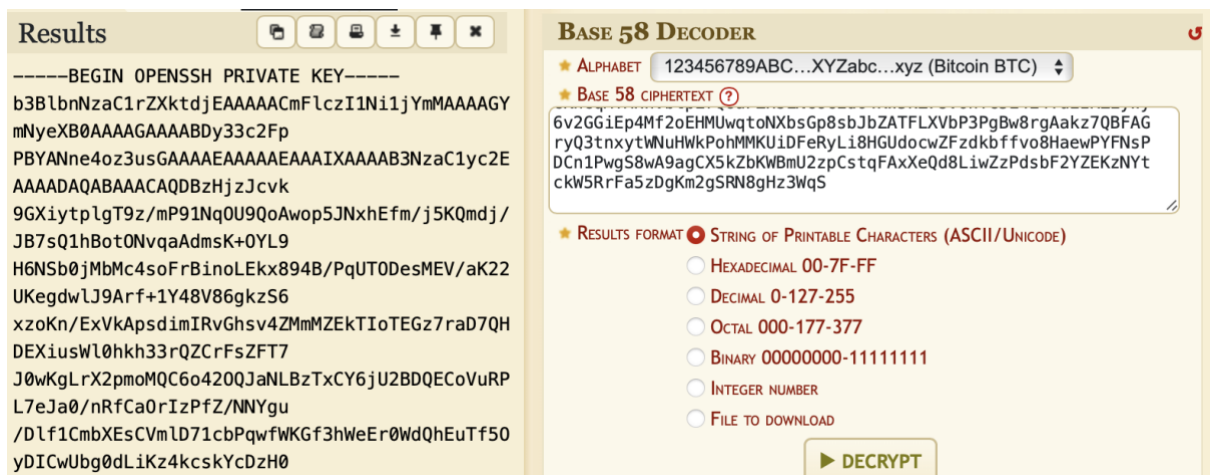 Results
-----BEGIN OPENSSH PRIVATE KEY-----
b3BlbnNzaC1rZXktdjEAAAAACmFlczI1Ni1jYmMAAAAGY
mNyeXB0AAAAGAAAABDy33c2Fp
PBYANne4oz3usGAAAAEAAAAAEAAAIXAAAAB3NzaC1yc2E
AAAADAQABAAACAQDBzHjzJcvk
9GXiytplgT9z/mP91NqOU9QoAwop5JNxhEfm/j5KQmdj/
JB7sQ1hBotONvqaAdmsK+OYL9
H6NSb0jMbMc4soFrBinoLEkx894B/PqUTODesMEV/aK22
UKegdwlJ9Arf+1Y48V86gkzS6
xzoKn/ExVkApsdimIRvGhsv4ZMmMZEkTIoTEGz7raD7QH
DEXiusWl0hkh33rQZCrFsZFT7
J0wKgLrX2pmoMQC6o42OQJaNLBzTxCY6jU2BDQECoVuRP
L7eJa0/nRfCaOrIzPfZ/NNYgu
/Dlf1CmbXEsCVmlD71cbPqwfWKGf3hWeEr0WdQhEuTf5O
yDICwUbg0dLiKz4kcskYcDzH0
BASE 58 DECODER
ALPHABET 123456789ABC...XYZabc...xyz (Bitcoin BTC)
BASE 58 CIPHERTEXT ?
6v2GGiEp4Mf2oEHMUwqtoNXbsGp8sbJbZATFLXVbP3PgBw8rgAakz7QBFAG
ryQ3tnxytWNuHWkPohMMKUiDFeRyLi8HGUdocwZFzdkbffvo8HaewPYFNsP
DCn1PwgS8wA9agCX5kZbKWBmU2zpCstqFAxXeQd8LiwZzPdsbF2YZEKzNYt
ckW5RrFa5zDgKm2gSRN8gHz3WqS
RESULTS FORMAT STRING OF PRINTABLE CHARACTERS (ASCII/UNICODE)
HEXADECIMAL 00-7F-FF
DECIMAL 0-127-255
OCTAL 000-177-377
BINARY 00000000-11111111
INTEGER NUMBER
FILE TO DOWNLOAD
DECRYPT